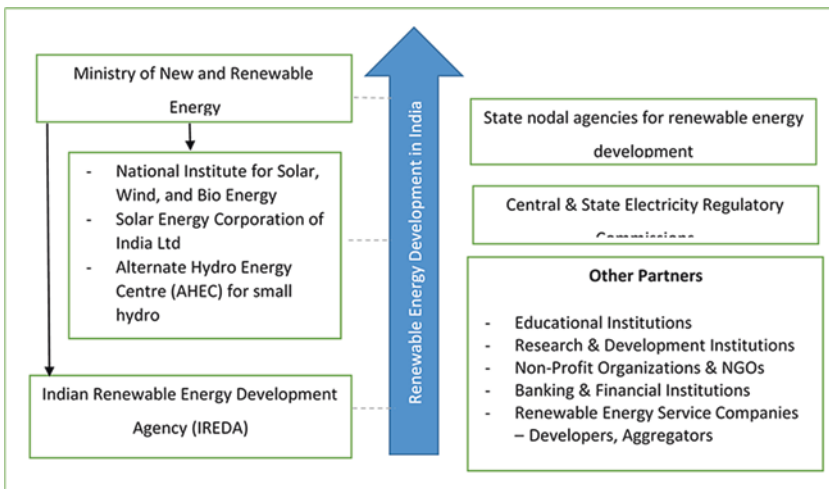 Ministry of New and Renewable
Energy
- National Institute for Solar,
Wind, and Bio Energy
- Solar Energy Corporation of
India Ltd
- Alternate Hydro Energy
Centre (AHEC) for small
hydro
Indian Renewable Energy Development
Agency (IREDA)
Renewable Energy Development in India
State nodal agencies for renewable energy
development
Central & State Electricity Regulatory
Commissions
Other Partners
- Educational Institutions
- Research & Development Institutions
- Non-Profit Organizations & NGOs
- Banking & Financial Institutions
- Renewable Energy Service Companies
– Developers, Aggregators